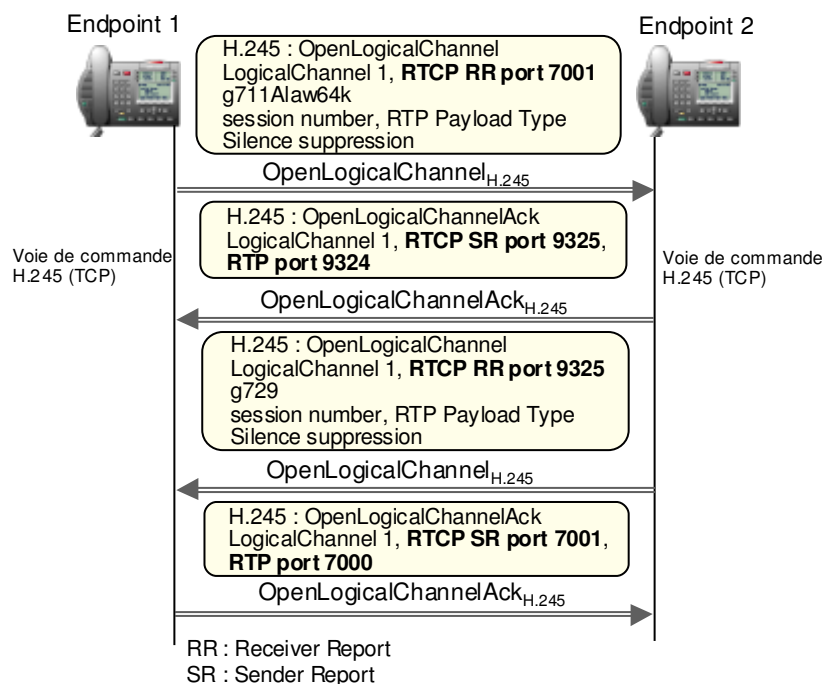 Endpoint 1
Endpoint 2
H.245 : OpenLogicalChannel
LogicalChannel 1, RTCP RR port 7001
g711Alaw64k
session number, RTP Payload Type
Silence suppression
OpenLogicalChannelH.245
H.245 : OpenLogicalChannelAck
LogicalChannel 1, RTCP SR port 9325,
RTP port 9324
Voie de commande
H.245 (TCP)
Voie de commande
H.245 (TCP)
OpenLogicalChannelAckH.245
H.245 : OpenLogicalChannel
LogicalChannel 1, RTCP RR port 9325
g729
session number, RTP Payload Type
Silence suppression
OpenLogicalChannelH.245
H.245 : OpenLogicalChannelAck
LogicalChannel 1, RTCP SR port 7001,
RTP port 7000
OpenLogicalChannelAckH.245
RR : Receiver Report
SR : Sender Report